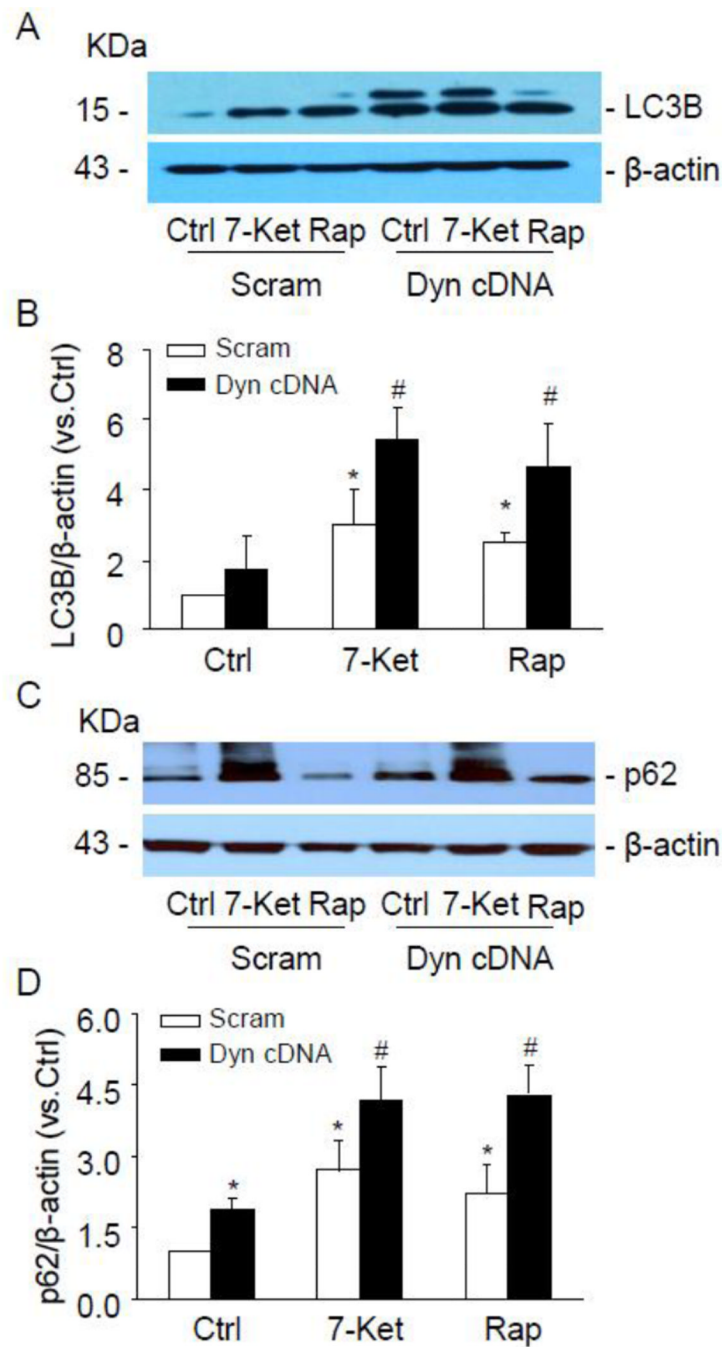 A
KDa
15 -
- LC3B
43 -
- β-actin
Ctrl 7-Ket Rap Ctrl 7-Ket Rap
Scram Dyn cDNA
B
8
6
4
2
0
LC3B/β-actin (vs.Ctrl)
Scram
Dyn cDNA
* # * #
Ctrl 7-Ket Rap
C
KDa
85 -
- p62
43 -
- β-actin
Ctrl 7-Ket Rap Ctrl 7-Ket Rap
Scram Dyn cDNA
D
6.0
4.5
3.0
1.5
0.0
p62/β-actin (vs.Ctrl)
Scram
Dyn cDNA
* * # * #
Ctrl 7-Ket Rap